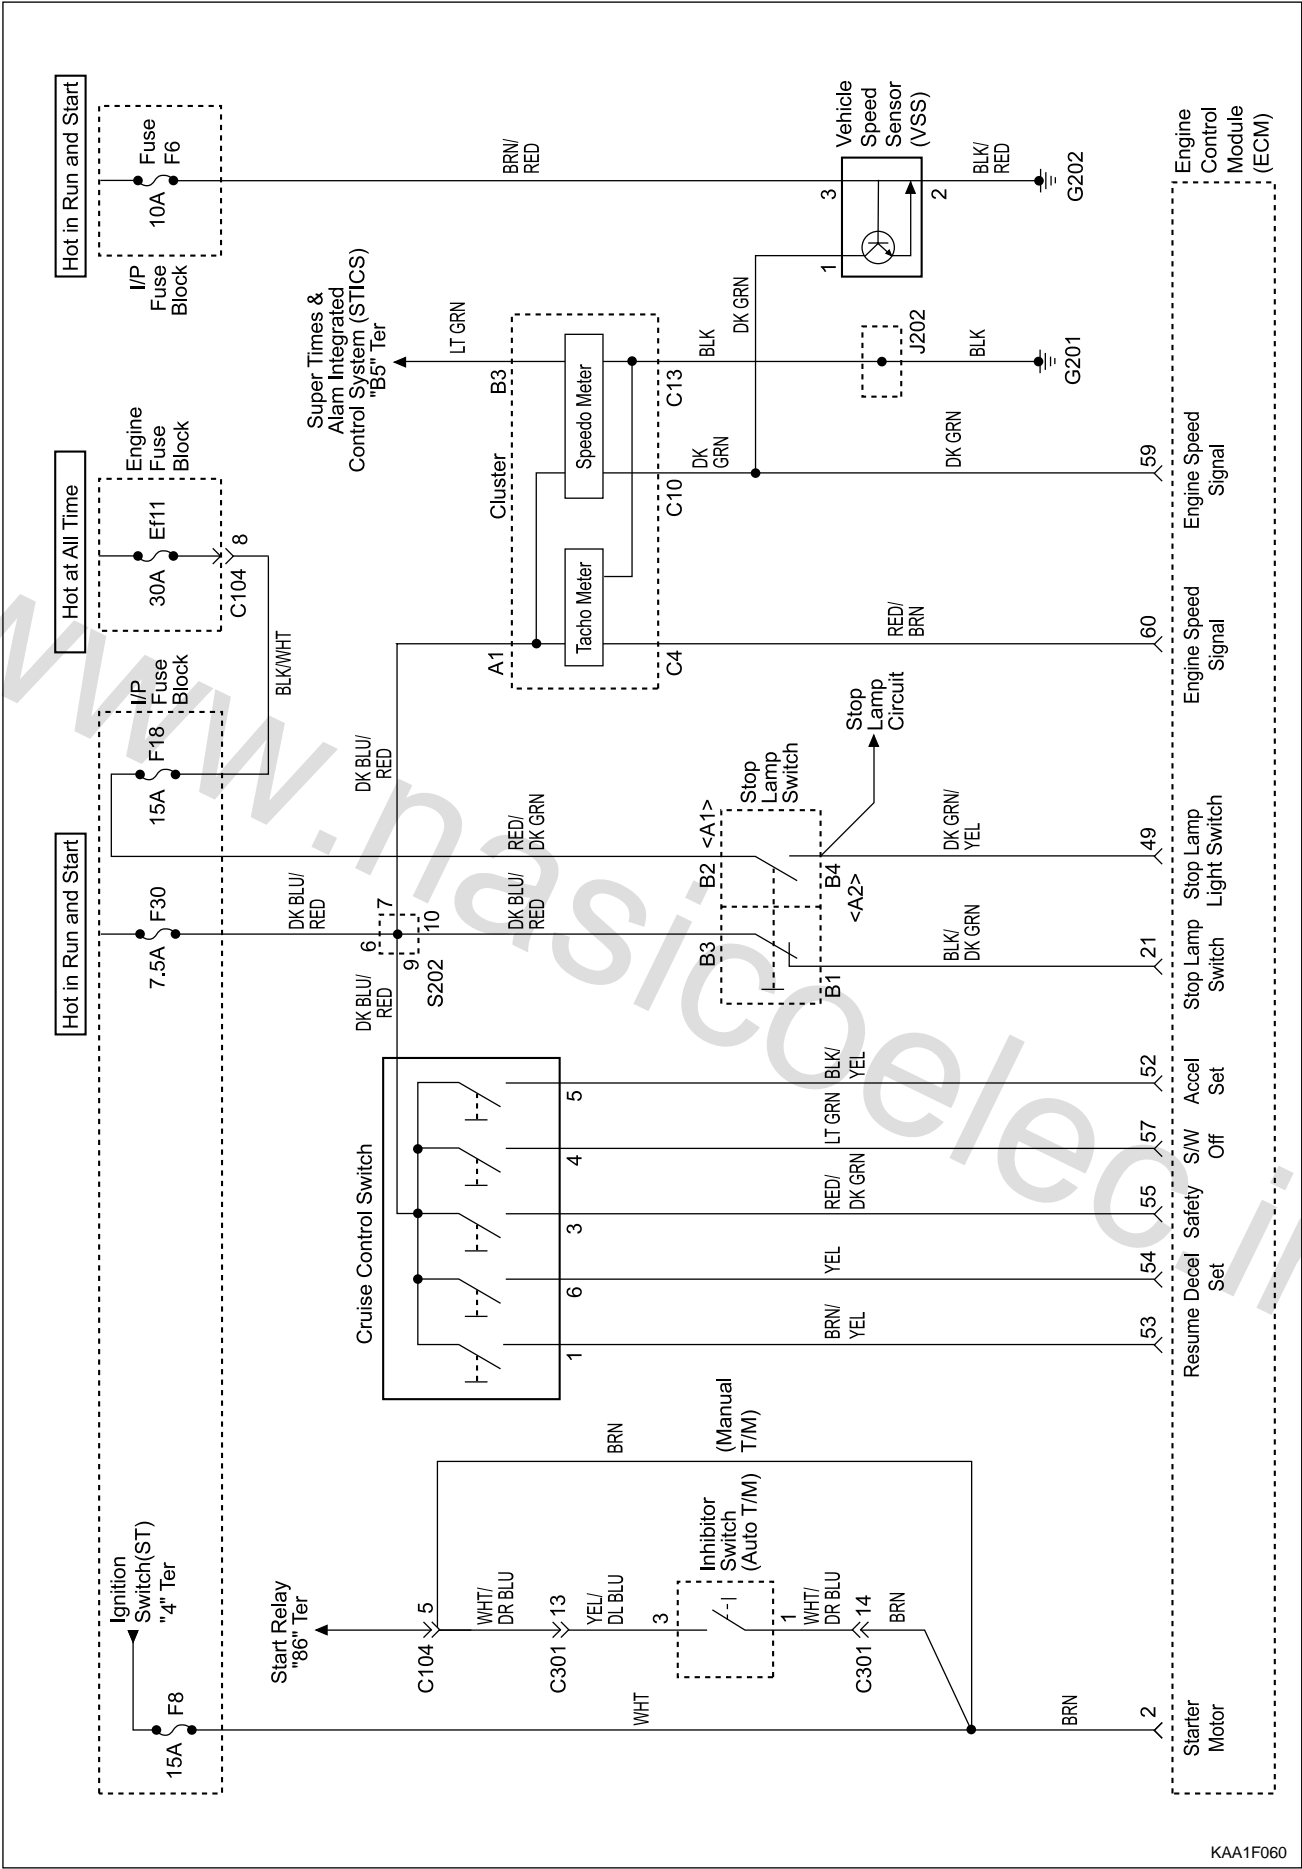 Hot in Run and Start
Hot at All Time
Hot in Run and Start
Ignition
Switch(ST)
"4" Ter
15A
F8
7.5A
F30
15A
F18
I/P
Fuse
Block
30A
Ef11
Engine
Fuse
Block
10A
Fuse
F6
I/P
Fuse
Block
C104
8
BLK/WHT
Start Relay
"86" Ter
DK BLU/
RED
DK BLU/
RED
DK BLU/
RED
6
7
9
10
S202
Super Times &
Alam Integrated
Control System (STICS)
"B5" Ter
LT GRN
BRN/
RED
C104
5
WHT/
DR BLU
C301
13
YEL/
DL BLU
3
Inhibitor
Switch
(Auto T/M)
1
WHT/
DR BLU
C301
14
BRN
BRN
(Manual
T/M)
WHT
BRN
Cruise Control Switch
1
6
3
4
5
RED/
DK GRN
DK BLU/
RED
B3
B2
<A1>
Stop
Lamp
Switch
B1
B4
<A2>
Stop
Lamp
Circuit
Cluster
A1
B3
Tacho Meter
Speedo Meter
C4
C10
C13
DK
GRN
BLK
DK GRN
Vehicle
Speed
Sensor
(VSS)
1
3
2
J202
BLK
BLK/
RED
G201
G202
BRN/
YEL
YEL
RED/
DK GRN
LT GRN
BLK/
YEL
BLK/
DK GRN
DK GRN/
YEL
RED/
BRN
DK GRN
2
53
54
55
57
52
21
49
60
59
Starter
Motor
Resume
Decel
Set
Safety
S/W
Off
Accel
Set
Stop Lamp
Switch
Stop Lamp
Light Switch
Engine Speed
Signal
Engine Speed
Signal
Engine
Control
Module
(ECM)
KAA1F060
www.nasicoelec.ir